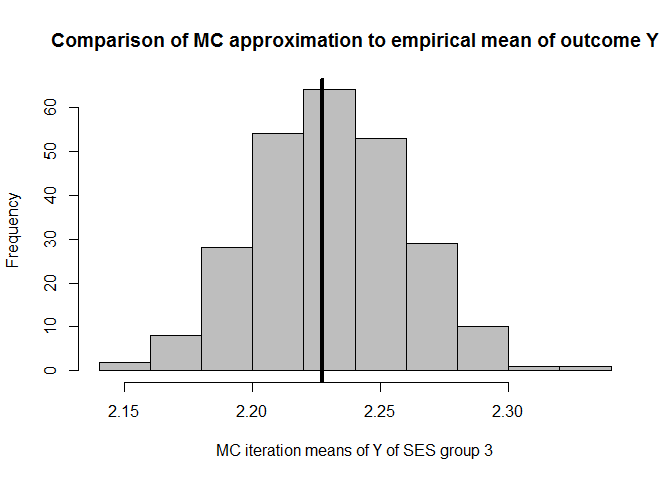 Comparison of MC approximation to empirical mean of outcome Y
Frequency
60
50
40
30
20
10
0
2.15 2.20 2.25 2.30
MC iteration means of Y of SES group 3